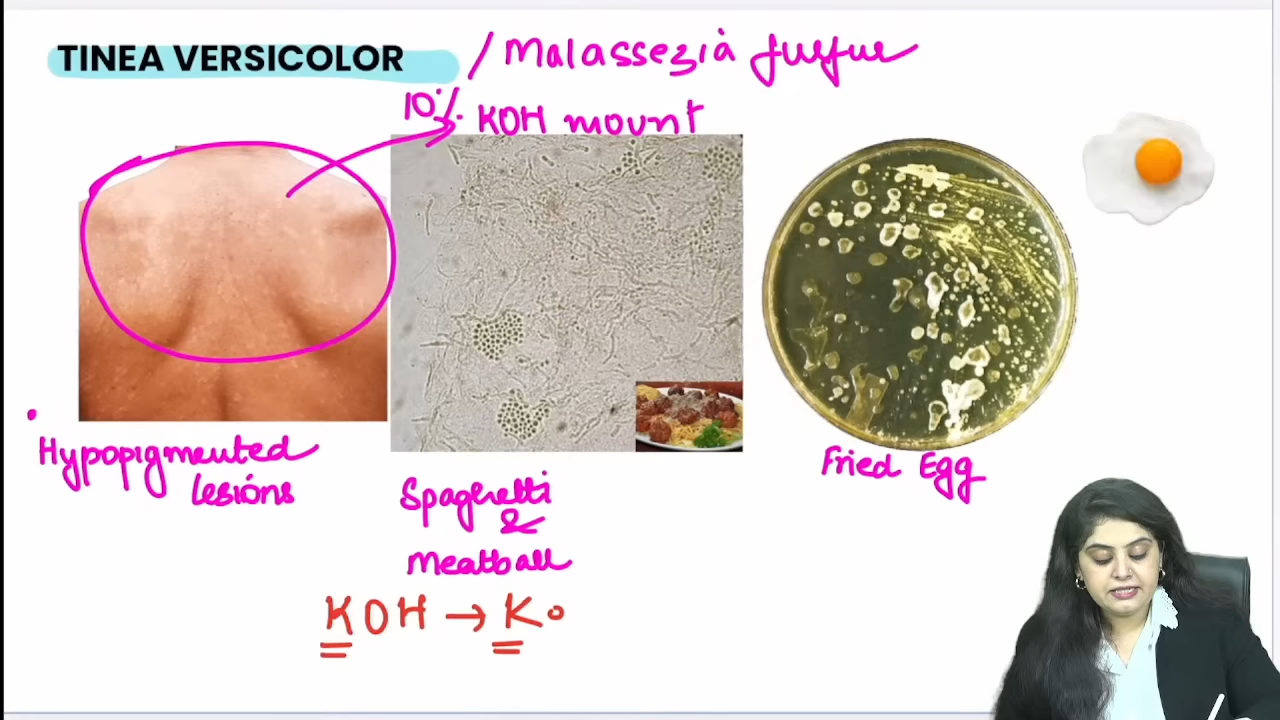 TINEA VERSICOLOR / Malassezia furfur
10% KOH mount
Hypopigmented
lesions
Spaghetti
&
Meatball
Fried Egg
KOH → Ko